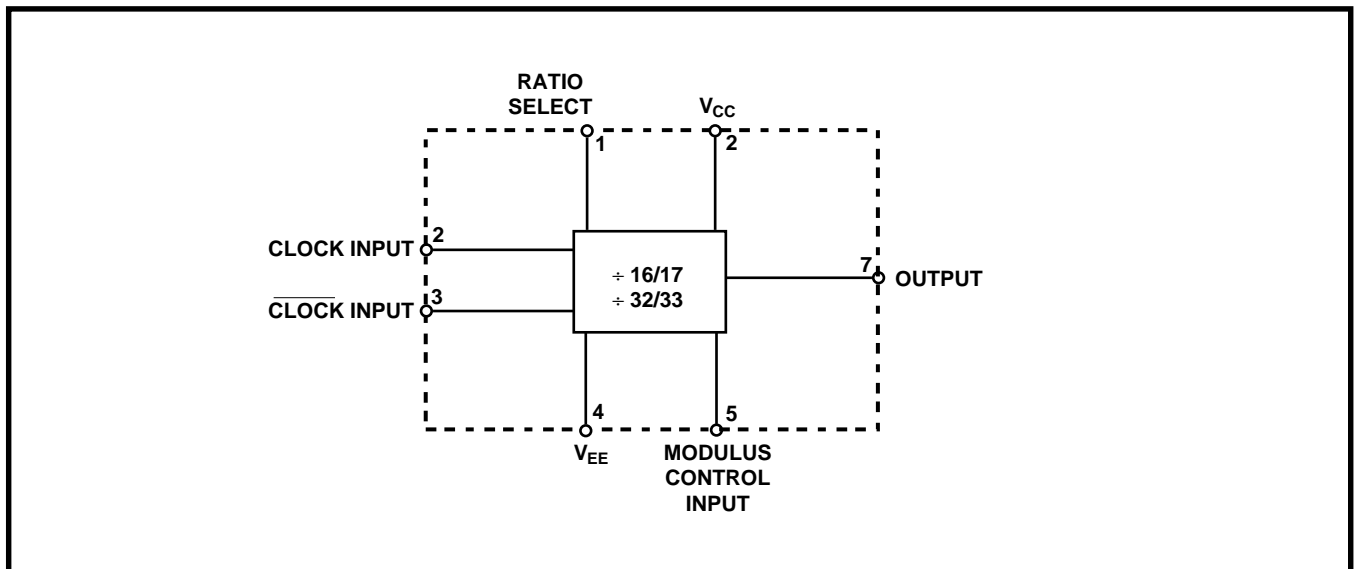 RATIO
SELECT
V_CC
1
2
CLOCK INPUT
2
CLOCK INPUT
3
÷ 16/17
÷ 32/33
7
OUTPUT
4
5
V_EE
MODULUS
CONTROL
INPUT